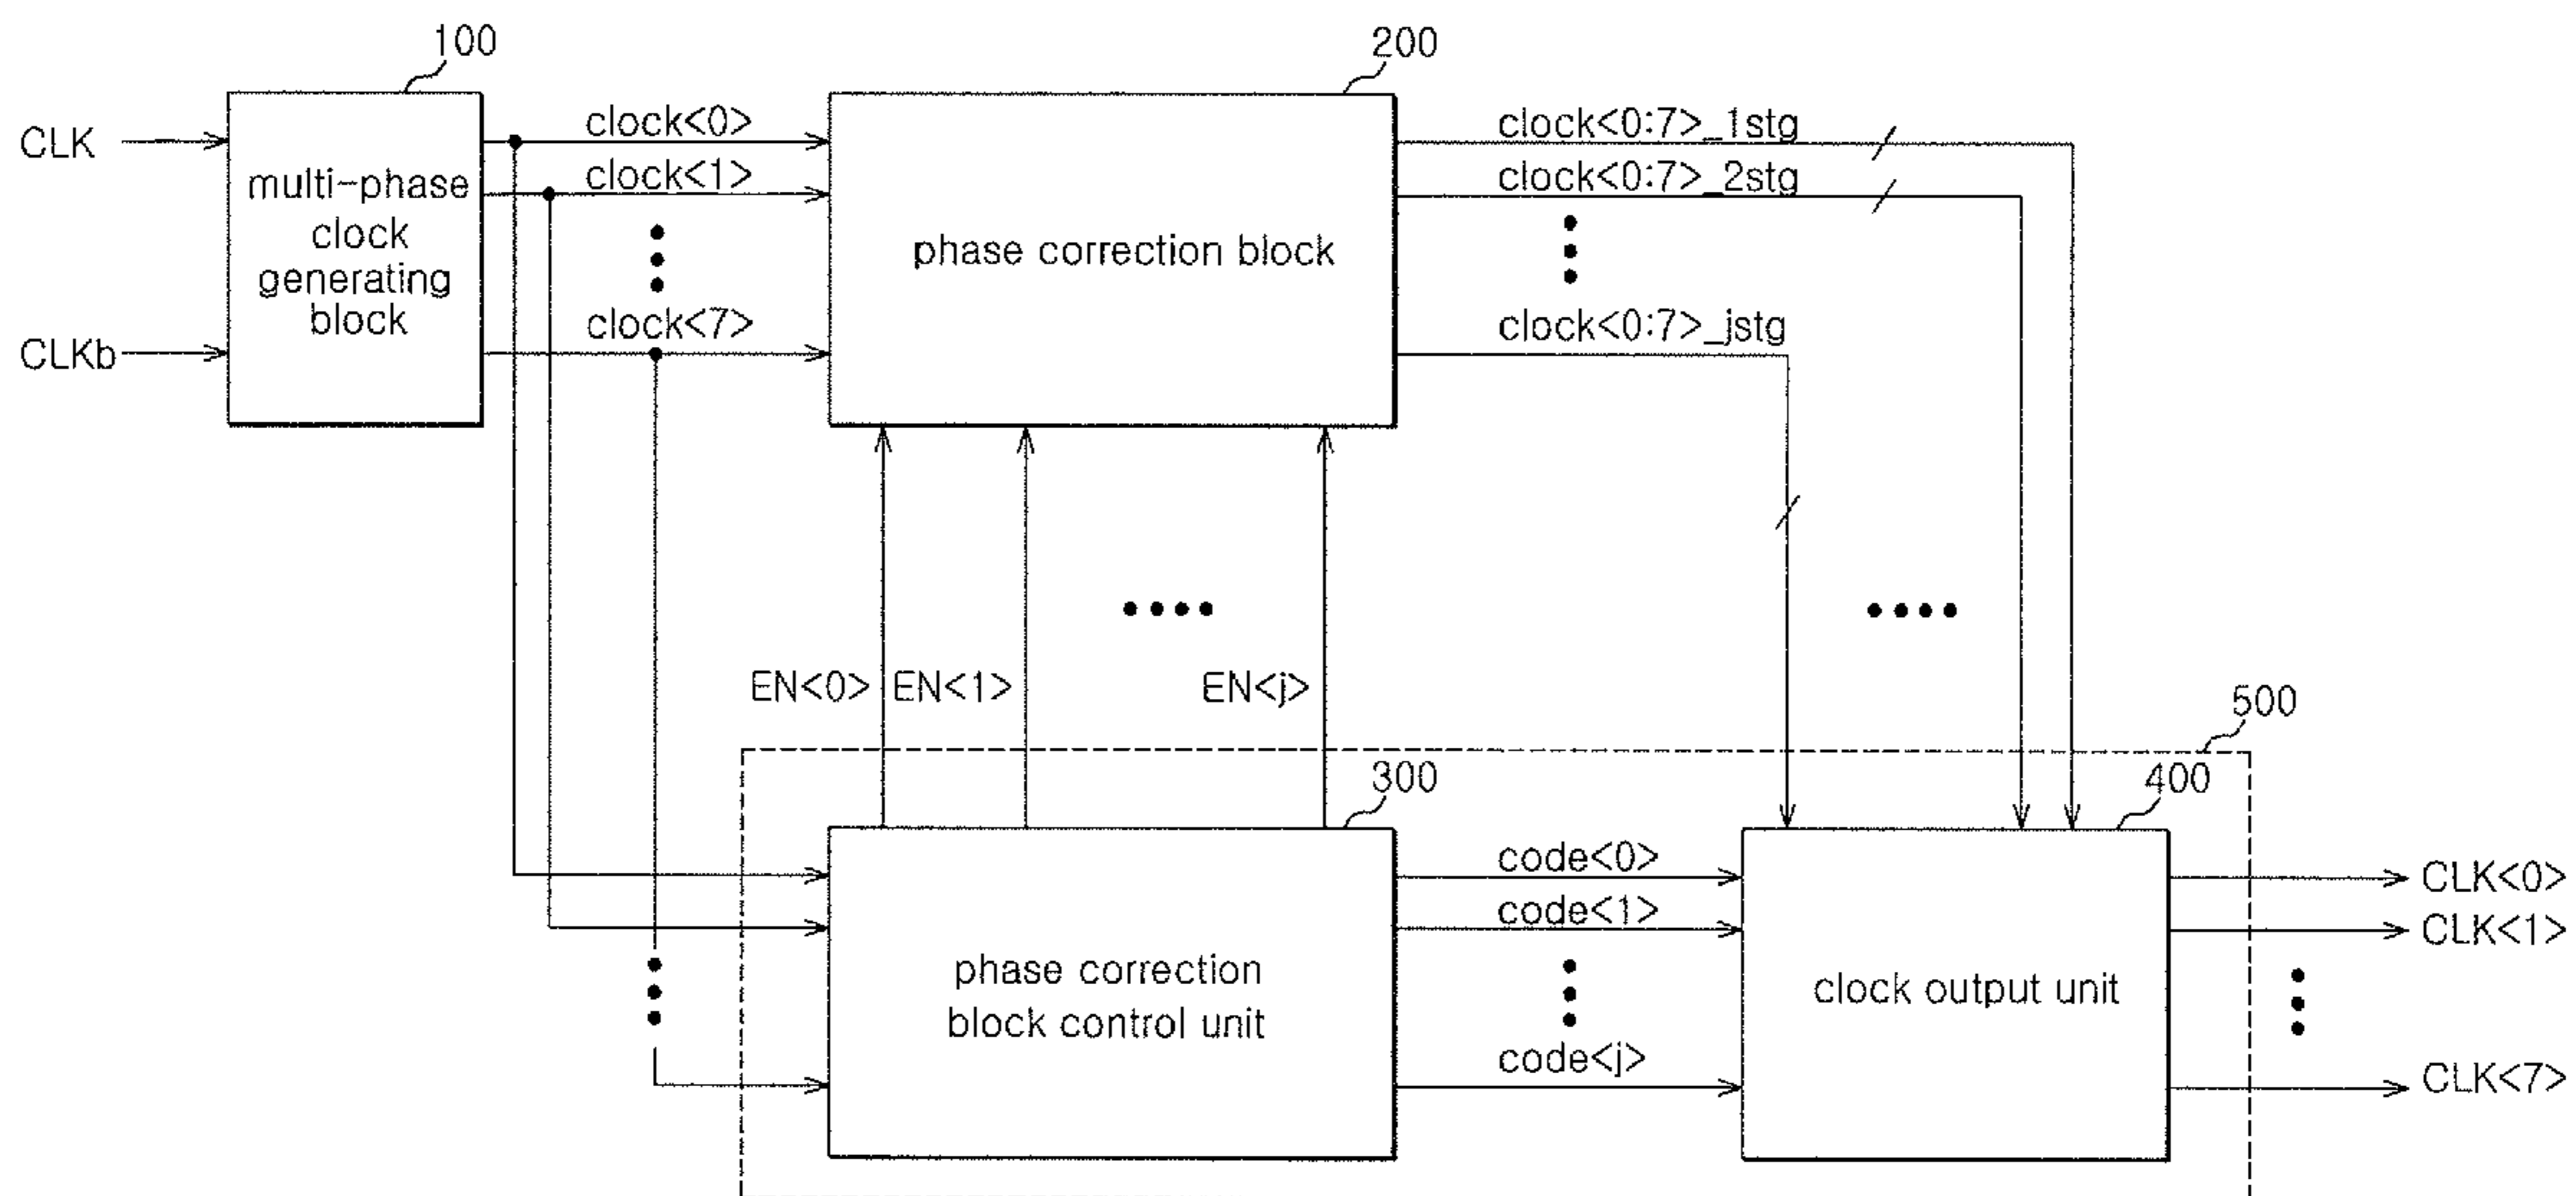 100
200
CLK
CLKb
multi-phase
clock
generating
block
clock<0>
clock<1>
clock<7>
phase correction block
clock<0:7>_1stg
clock<0:7>_2stg
clock<0:7>_jstg
EN<0>
EN<1>
EN<j>
500
300
400
phase correction
block control unit
code<0>
code<1>
code<j>
clock output unit
CLK<0>
CLK<1>
CLK<7>